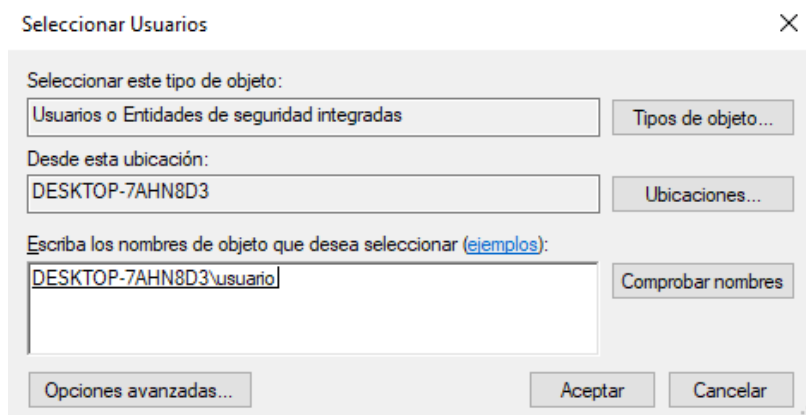 Seleccionar Usuarios
Seleccionar este tipo de objeto:
Usuarios o Entidades de seguridad integradas
Tipos de objeto...
Desde esta ubicación:
DESKTOP-7AHN8D3
Ubicaciones...
Escriba los nombres de objeto que desea seleccionar (ejemplos):
DESKTOP-7AHN8D3\usuario
Comprobar nombres
Opciones avanzadas...
Aceptar
Cancelar